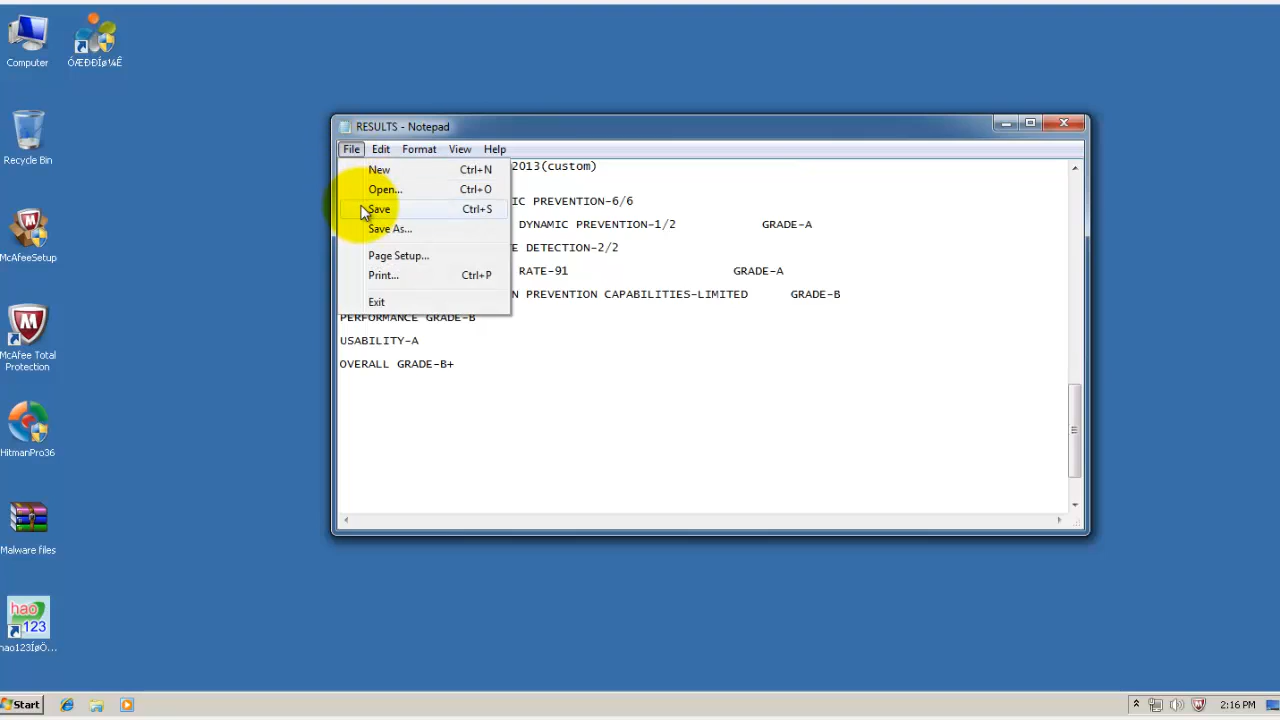 Computer
ÓÆÐÐÍø¼Ê
Recycle Bin
McAfeeSetup
McAfee Total
Protection
HitmanPro36
Malware files
hao
123
hao123ÍøÖ...
RESULTS - Notepad
File Edit Format View Help
New Ctrl+N
Open... Ctrl+O
Save Ctrl+S
Save As...
Page Setup...
Print... Ctrl+P
Exit
2013(custom)
IC PREVENTION-6/6
DYNAMIC PREVENTION-1/2 GRADE-A
E DETECTION-2/2
RATE-91 GRADE-A
N PREVENTION CAPABILITIES-LIMITED GRADE-B
PERFORMANCE GRADE-B
USABILITY-A
OVERALL GRADE-B+
Start
2:16 PM